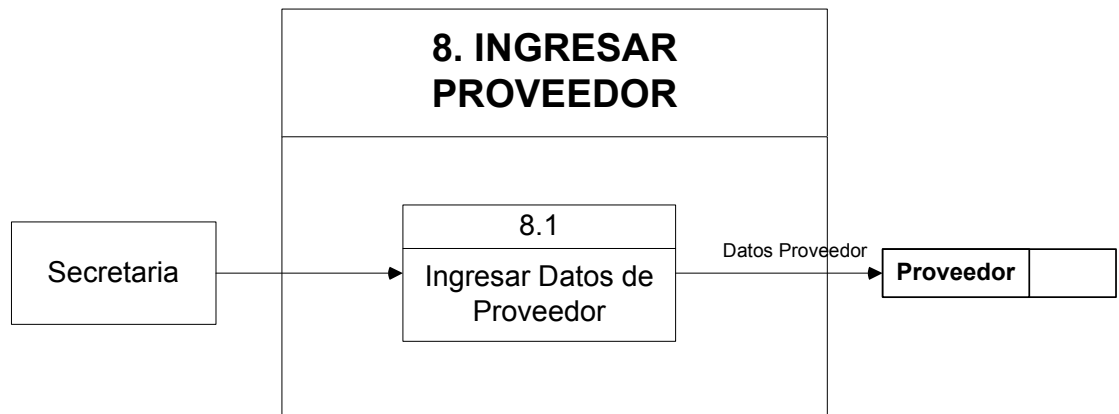 8. INGRESAR
PROVEEDOR
8.1
Secretaria
Ingresar Datos de
Proveedor
Datos Proveedor
Proveedor